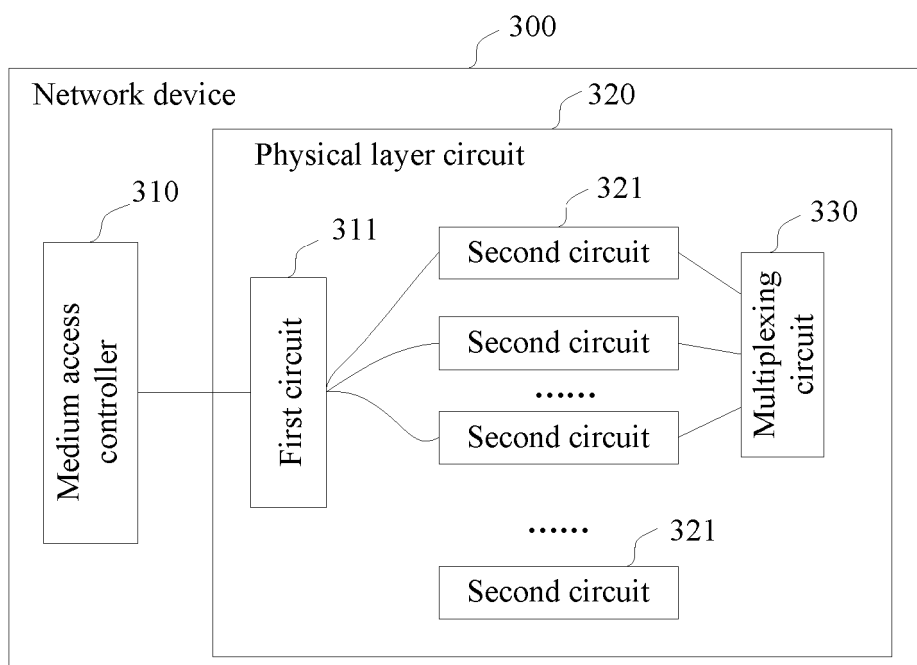 300
Network device
320
Physical layer circuit
310
321
330
311
Second circuit
Medium access
controller
First circuit
Second circuit
Multiplexing
circuit
......
Second circuit
......
321
Second circuit